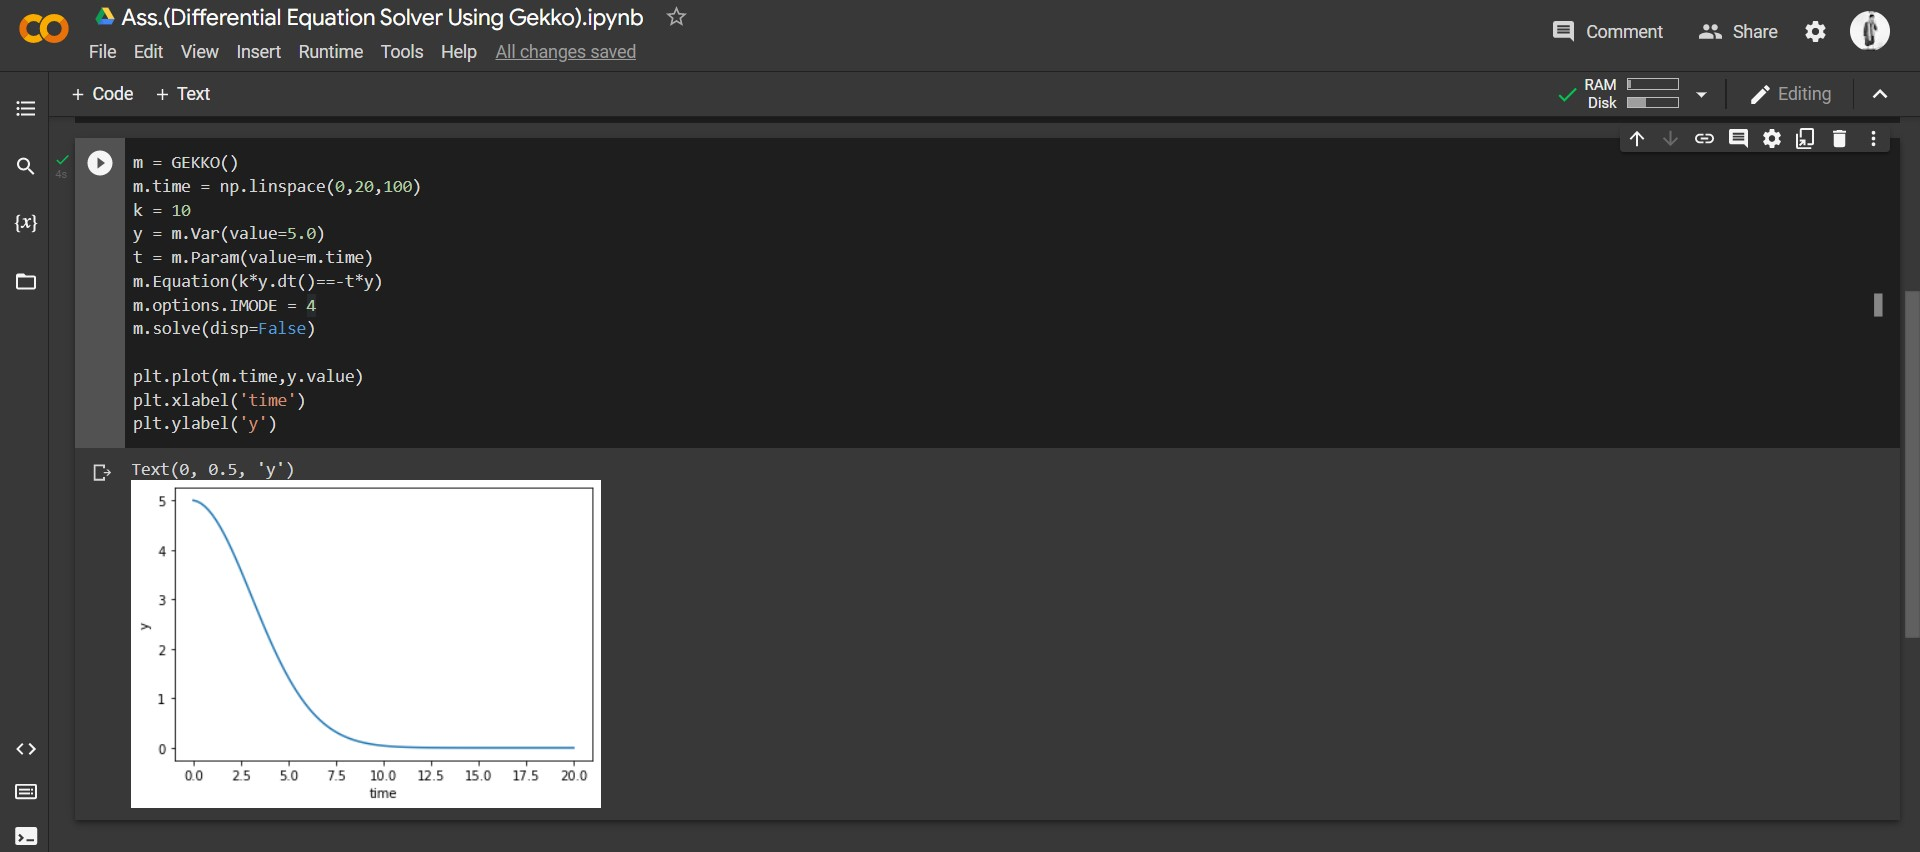 Ass.(Differential Equation Solver Using Gekko).ipynb
File Edit View Insert Runtime Tools Help All changes saved
Comment Share
+ Code + Text
RAM
Disk
Editing
4s
{x}
m = GEKKO()
m.time = np.linspace(0,20,100)
k = 10
y = m.Var(value=5.0)
t = m.Param(value=m.time)
m.Equation(k*y.dt()==-t*y)
m.options.IMODE = 4
m.solve(disp=False)
plt.plot(m.time,y.value)
plt.xlabel('time')
plt.ylabel('y')
Text(0, 0.5, 'y')
5
4
3
2
1
0
y
0.0 2.5 5.0 7.5 10.0 12.5 15.0 17.5 20.0
time